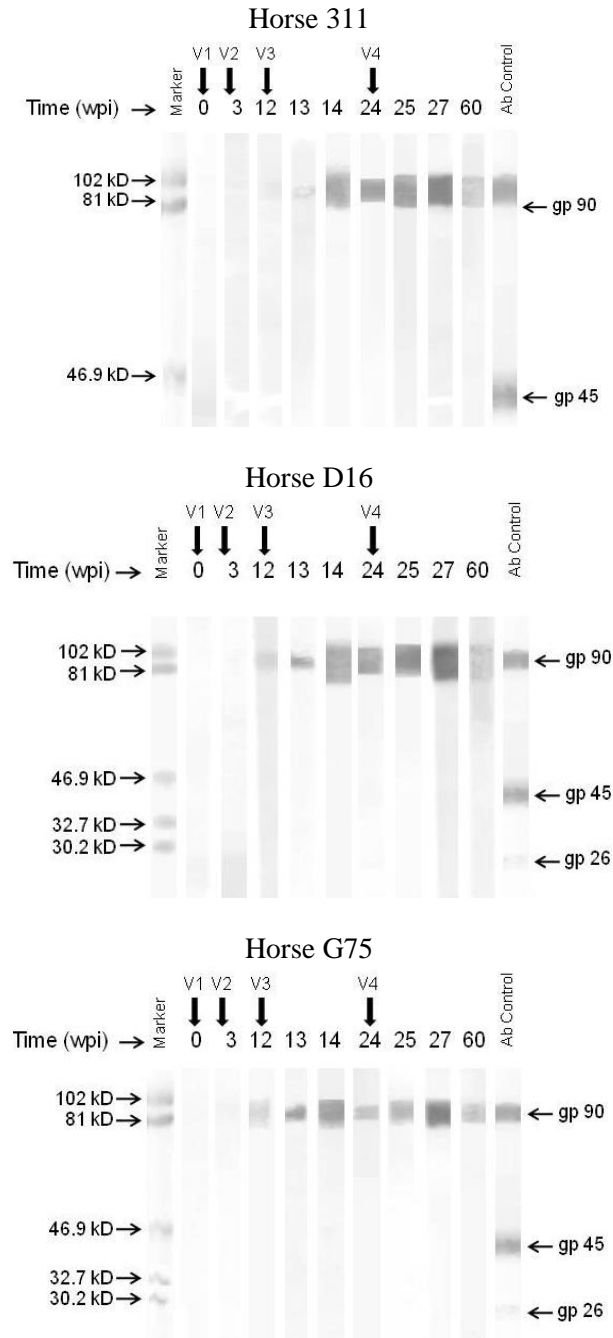 Horse 311
V1 V2 V3 V4
Marker
Ab Control
Time (wpi) → 0 3 12 13 14 24 25 27 60
102 kD →
81 kD →
← gp 90
46.9 kD →
← gp 45
Horse D16
V1 V2 V3 V4
Marker
Ab Control
Time (wpi) → 0 3 12 13 14 24 25 27 60
102 kD →
← gp 90
81 kD →
46.9 kD →
← gp 45
32.7 kD →
30.2 kD →
← gp 26
Horse G75
V1 V2 V3 V4
Marker
Ab Control
Time (wpi) → 0 3 12 13 14 24 25 27 60
102 kD →
← gp 90
81 kD →
46.9 kD →
← gp 45
32.7 kD →
30.2 kD →
← gp 26